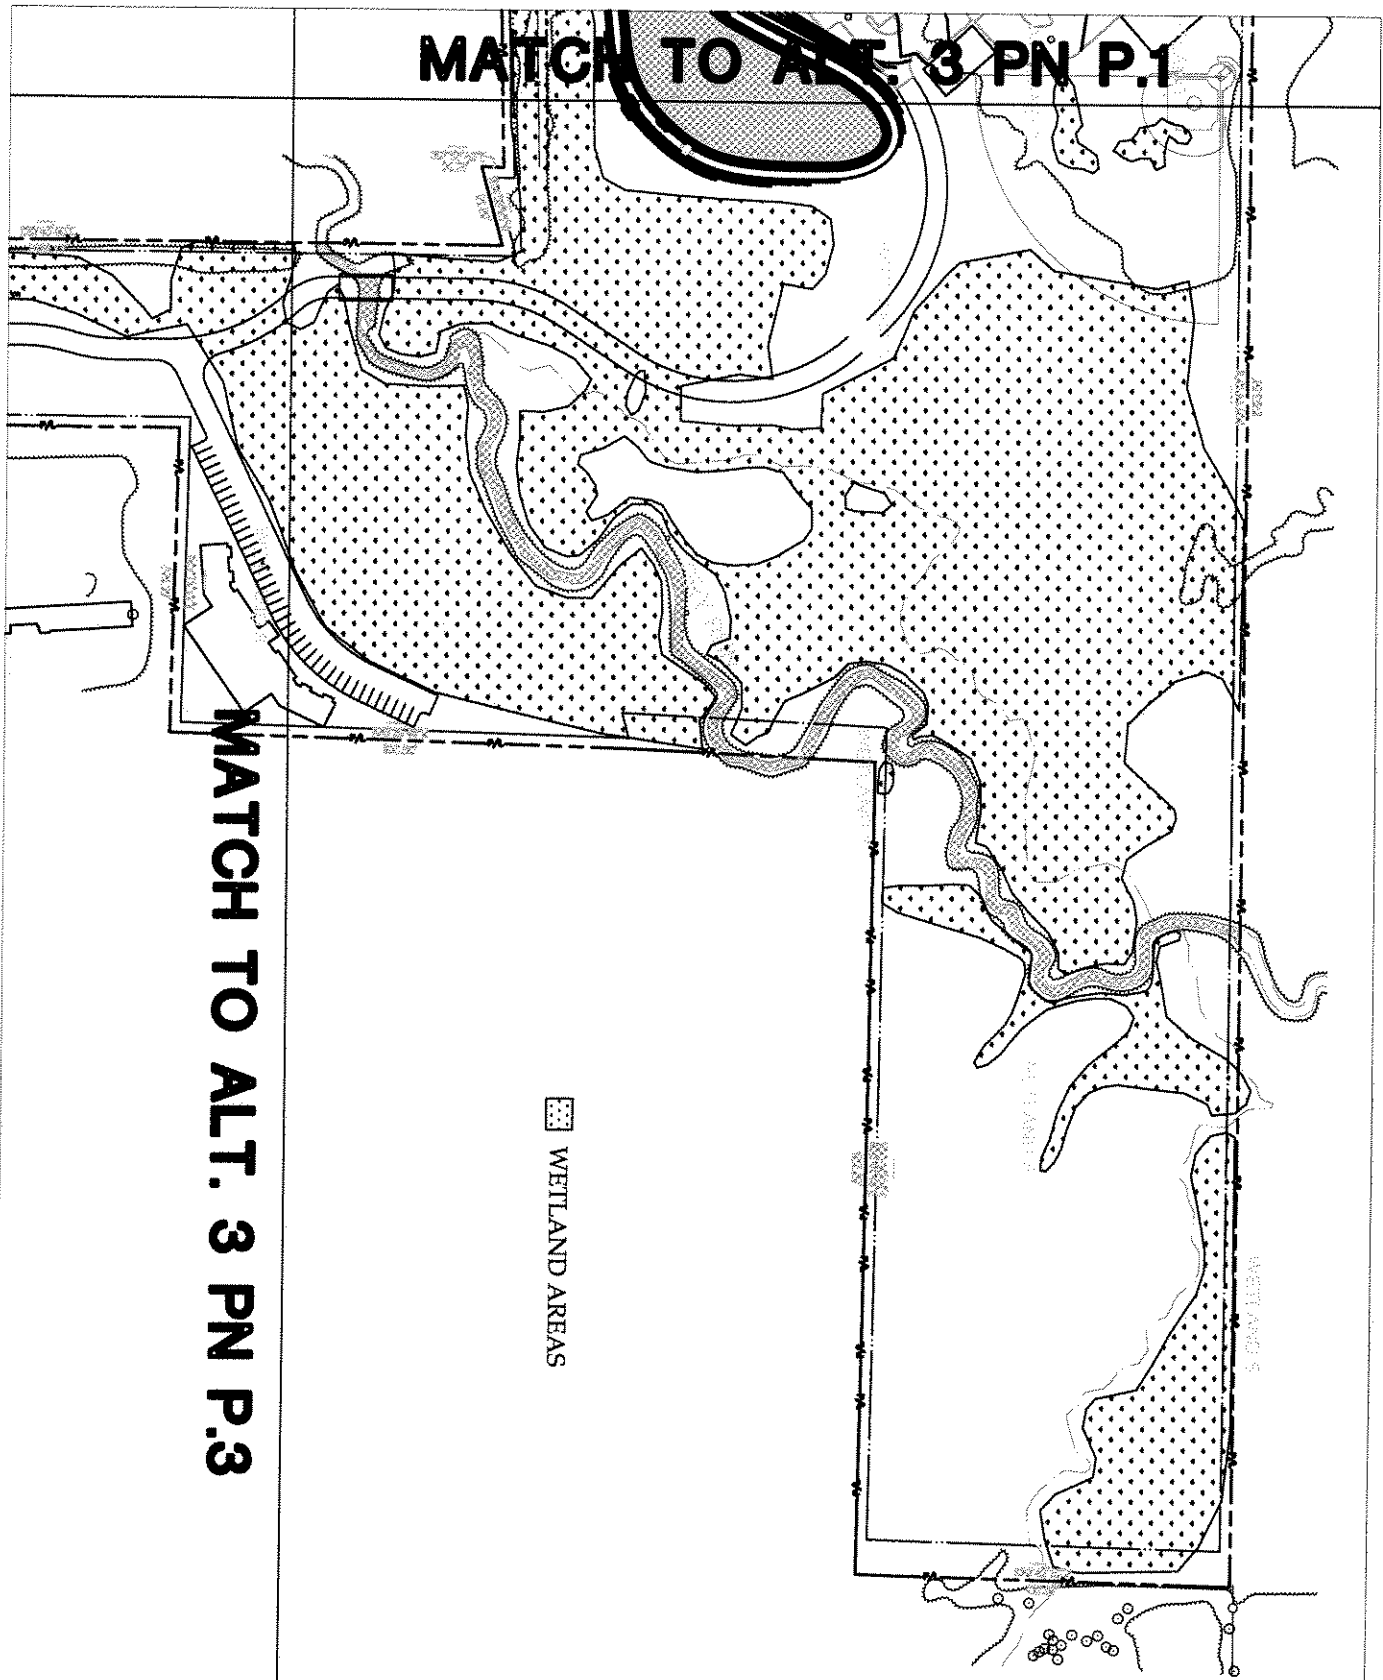 MATCH TO ALT. 3 PN P.1
MATCH TO ALT. 3 PN P.3
WETLAND AREAS